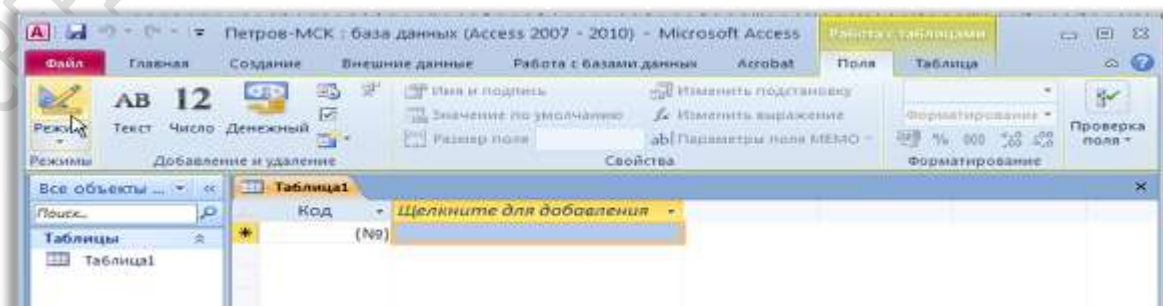 Петров-МСК : база данных (Access 2007 - 2010) - Microsoft Access Работа с таблицами
Файл Главная Создание Внешние данные Работа с базами данных Acrobat Поля Таблица
Режим AB Текст 12 Число Денежный
Имя и подпись Изменить подстановку
Значение по умолчанию fx Изменить выражение Форматирование
Размер поля ab| Параметры поля MEMO % 000 Проверка поля
Режимы Добавление и удаление Свойства Форматирование
Все объекты ... « Таблица1
Поиск... Код Щелкните для добавления
Таблицы * (№)
Таблица1